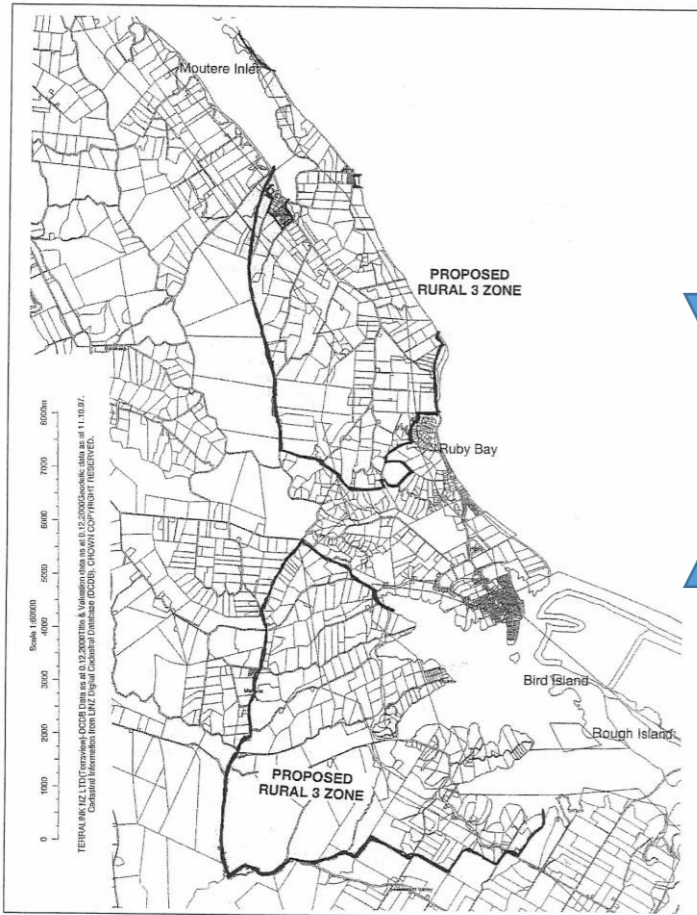 Moutere Inlet
PROPOSED
RURAL 3 ZONE
Ruby Bay
Bird Island
Rough Island
PROPOSED
RURAL 3 ZONE
Scale 1:60000
0 1000 2000 3000 4000 5000 6000 7000 8000m
TERRALINK NZ LTD(Terraview)-DCDB Data as at 0.12.2000Title & Valuation data as at 0.12.2000Geodetic data as at 11.10.97.
Cadastral Information from LINZ Digital Cadastral Database (DCDB). CROWN COPYRIGHT RESERVED.